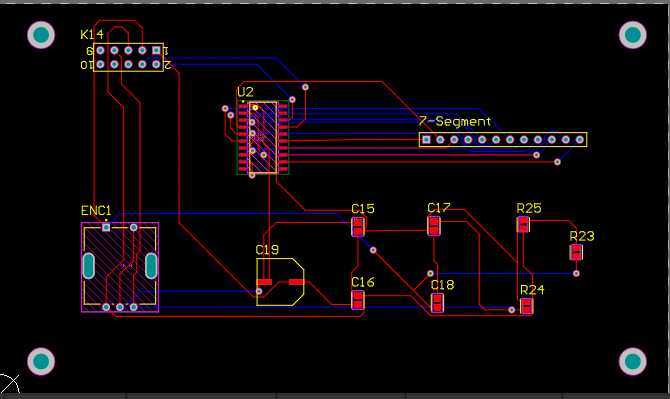 K14
9 1
10 2
U2
7-Segment
ENC1
C15
C17
R25
R23
C19
C16
C18
R24